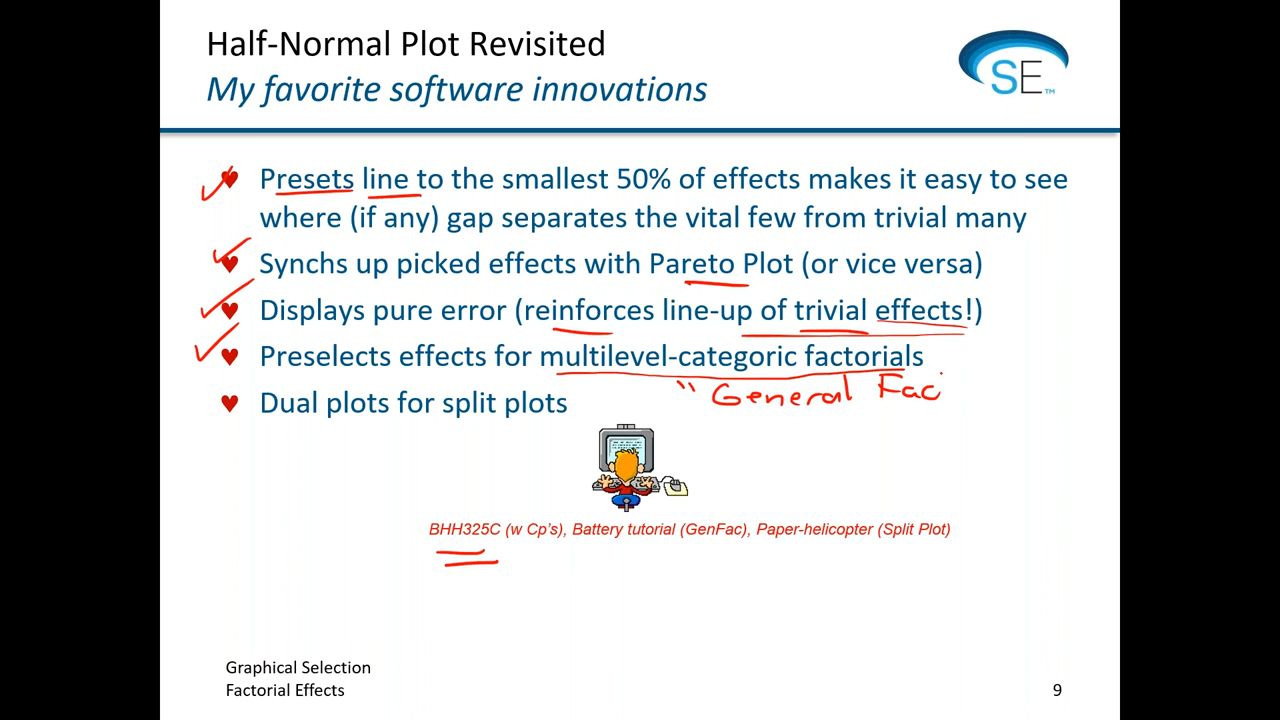 Half-Normal Plot Revisited
My favorite software innovations
SE™
♥ Presets line to the smallest 50% of effects makes it easy to see
where (if any) gap separates the vital few from trivial many
♥ Synchs up picked effects with Pareto Plot (or vice versa)
♥ Displays pure error (reinforces line-up of trivial effects!)
♥ Preselects effects for multilevel-categoric factorials
" General Fac
♥ Dual plots for split plots
BHH325C (w Cp's), Battery tutorial (GenFac), Paper-helicopter (Split Plot)
Graphical Selection
Factorial Effects
9